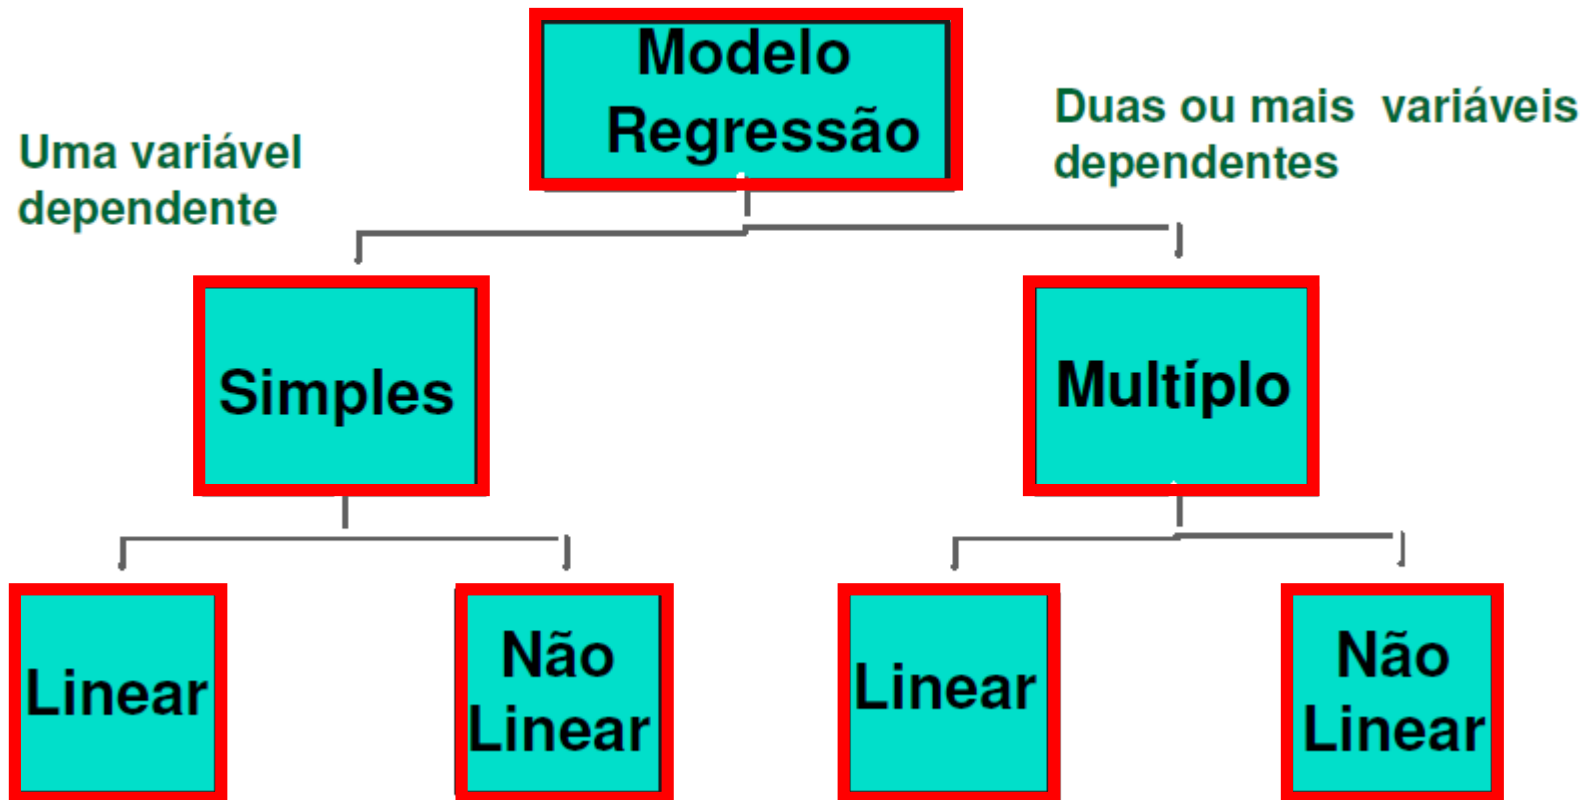 Modelo
Regressão
Uma variável
dependente
Duas ou mais variáveis
dependentes
Simples
Multíplo
Linear
Não
Linear
Linear
Não
Linear